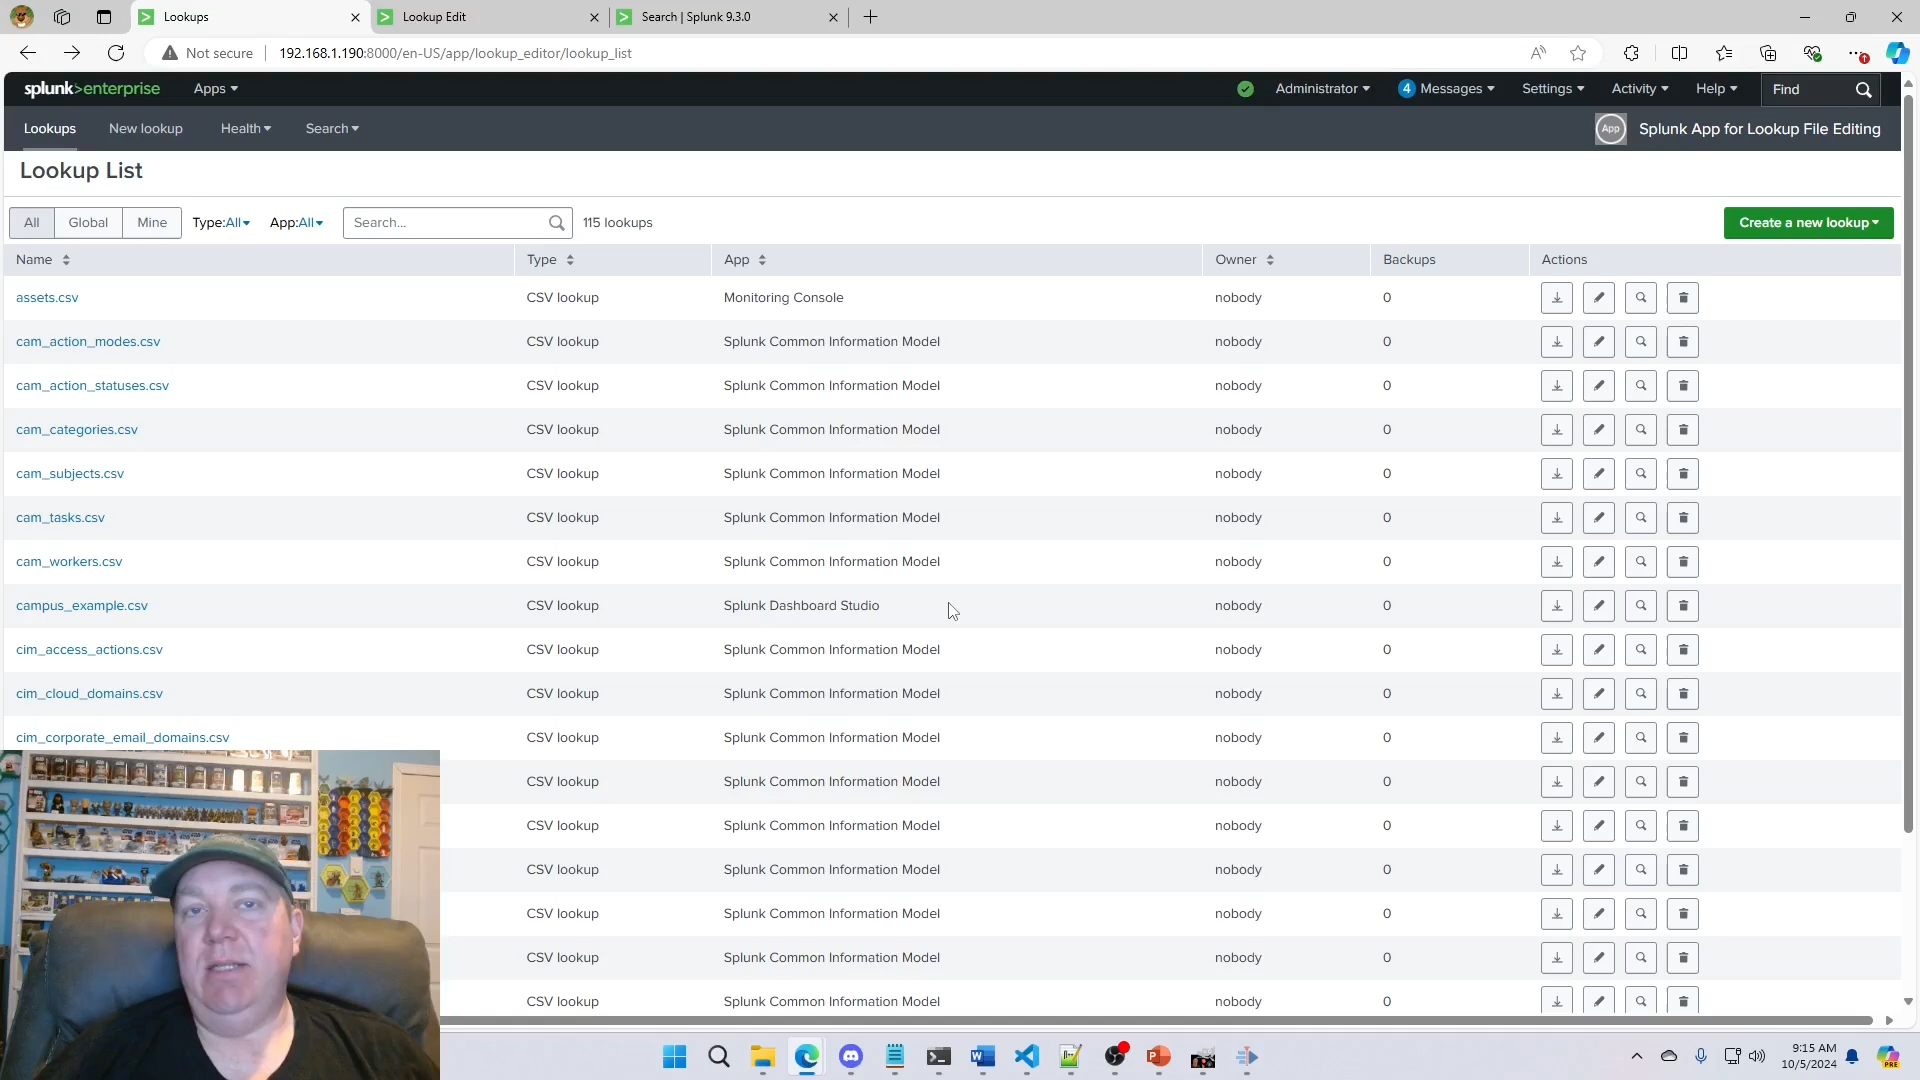 Lookups
Lookup Edit
Search | Splunk 9.3.0
Not secure
192.168.1.190:8000/en-US/app/lookup_editor/lookup_list
splunk>enterprise Apps
Administrator 4 Messages Settings Activity Help Find
Lookups New lookup Health Search
App Splunk App for Lookup File Editing
Lookup List
All Global Mine Type:All App:All Search... 115 lookups Create a new lookup
Name Type App Owner Backups Actions
assets.csv CSV lookup Monitoring Console nobody 0
cam_action_modes.csv CSV lookup Splunk Common Information Model nobody 0
cam_action_statuses.csv CSV lookup Splunk Common Information Model nobody 0
cam_categories.csv CSV lookup Splunk Common Information Model nobody 0
cam_subjects.csv CSV lookup Splunk Common Information Model nobody 0
cam_tasks.csv CSV lookup Splunk Common Information Model nobody 0
cam_workers.csv CSV lookup Splunk Common Information Model nobody 0
campus_example.csv CSV lookup Splunk Dashboard Studio nobody 0
cim_access_actions.csv CSV lookup Splunk Common Information Model nobody 0
cim_cloud_domains.csv CSV lookup Splunk Common Information Model nobody 0
cim_corporate_email_domains.csv CSV lookup Splunk Common Information Model nobody 0
CSV lookup Splunk Common Information Model nobody 0
CSV lookup Splunk Common Information Model nobody 0
CSV lookup Splunk Common Information Model nobody 0
CSV lookup Splunk Common Information Model nobody 0
CSV lookup Splunk Common Information Model nobody 0
CSV lookup Splunk Common Information Model nobody 0
9:15 AM
10/5/2024